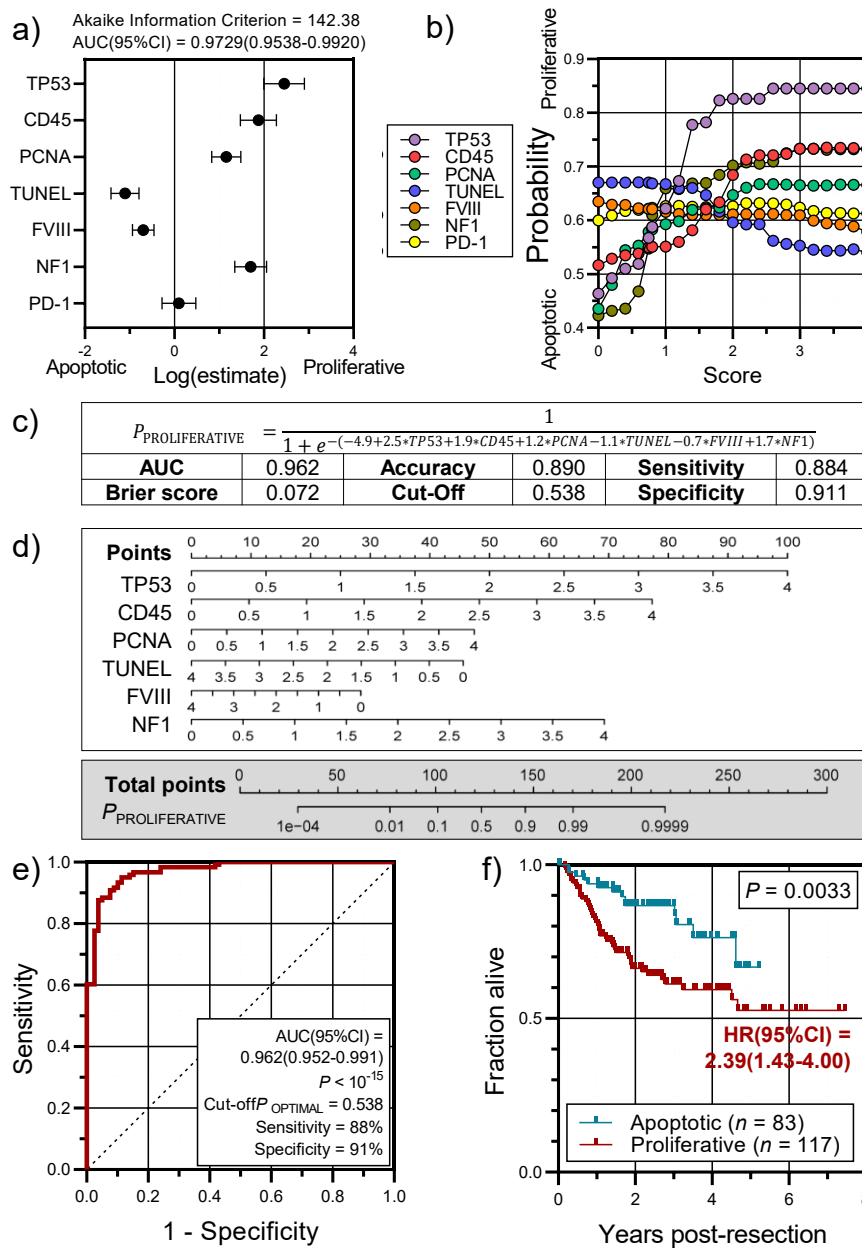 a)
Akaike Information Criterion = 142.38
AUC(95%CI) = 0.9729(0.9538-0.9920)
TP53
CD45
PCNA
TUNEL
FVIII
NF1
PD-1
-2 0 2 4
Apoptotic Log(estimate) Proliferative
b)
TP53
CD45
PCNA
TUNEL
FVIII
NF1
PD-1
Proliferative
Probability
Apoptotic
0.9
0.8
0.7
0.6
0.5
0.4
0 1 2 3
Score
c)
P PROLIFERATIVE = 1
1 + e^-(-4.9+2.5*TP53+1.9*CD45+1.2*PCNA-1.1*TUNEL-0.7*FVIII+1.7*NF1)
AUC 0.962 Accuracy 0.890 Sensitivity 0.884
Brier score 0.072 Cut-Off 0.538 Specificity 0.911
d)
0 10 20 30 40 50 60 70 80 90 100
Points
TP53
0 0.5 1 1.5 2 2.5 3 3.5 4
CD45
0 0.5 1 1.5 2 2.5 3 3.5 4
PCNA
0 0.5 1 1.5 2 2.5 3 3.5 4
TUNEL
4 3.5 3 2.5 2 1.5 1 0.5 0
FVIII
4 3 2 1 0
NF1
0 0.5 1 1.5 2 2.5 3 3.5 4
Total points 0 50 100 150 200 250 300
P PROLIFERATIVE
1e-04 0.01 0.1 0.5 0.9 0.99 0.9999
e)
Sensitivity
1.0
0.8
0.6
0.4
0.2
0.0
0.0 0.2 0.4 0.6 0.8 1.0
1 - Specificity
AUC(95%CI) =
0.962(0.952-0.991)
P < 10^-15
Cut-offP OPTIMAL = 0.538
Sensitivity = 88%
Specificity = 91%
f)
Fraction alive
1.0
0.5
0.0
P = 0.0033
HR(95%CI) =
2.39(1.43-4.00)
Apoptotic (n = 83)
Proliferative (n = 117)
0 2 4 6 8
Years post-resection